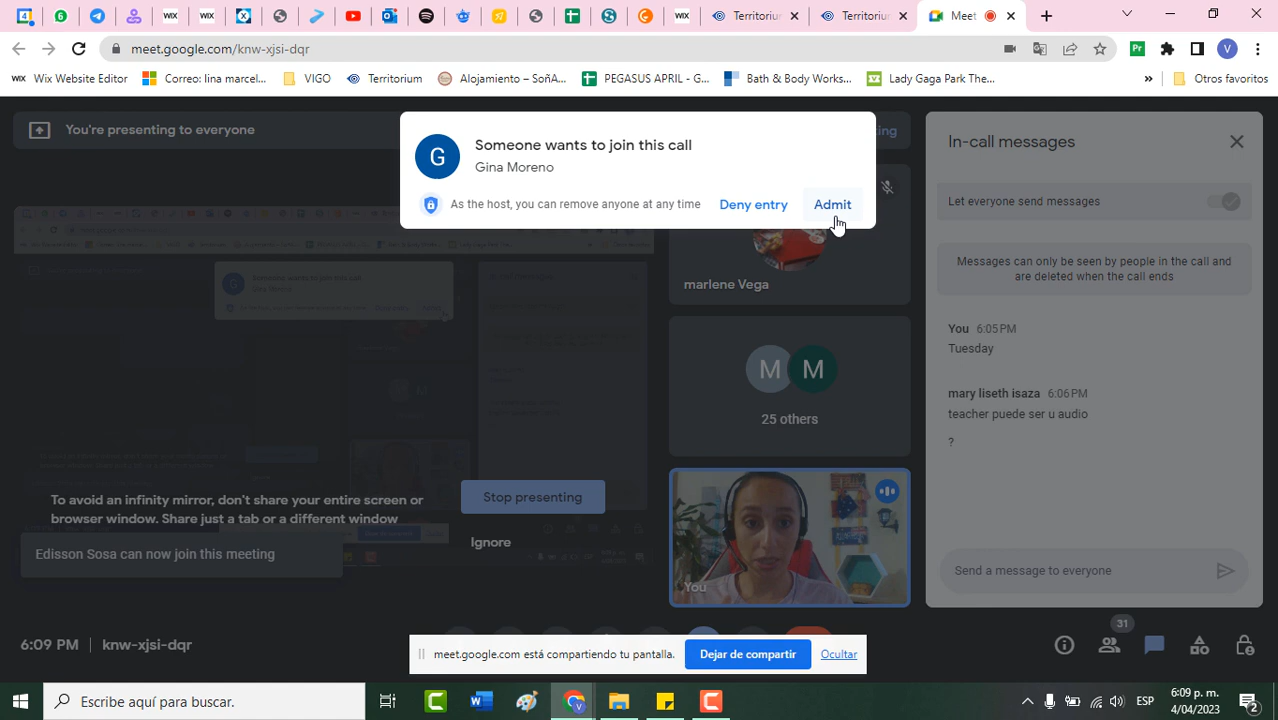 Territorium
Territorium
Meet
meet.google.com/knw-xjsi-dqr
Wix Website Editor
Correo: lina marcel...
VIGO
Territorium
Alojamiento – SoñA...
PEGASUS APRIL - G...
Bath & Body Works...
Lady Gaga Park The...
»
Otros favoritos
You're presenting to everyone
Someone wants to join this call
G
Gina Moreno
As the host, you can remove anyone at any time
Deny entry
Admit
marlene Vega
M M
25 others
You
To avoid an infinity mirror, don't share your entire screen or
browser window. Share just a tab or a different window
Stop presenting
Ignore
Edisson Sosa can now join this meeting
In-call messages
Let everyone send messages
Messages can only be seen by people in the call and
are deleted when the call ends
You 6:05 PM
Tuesday
mary liseth isaza 6:06 PM
teacher puede ser u audio
?
Send a message to everyone
6:09 PM | knw-xjsi-dqr
31
meet.google.com está compartiendo tu pantalla.
Dejar de compartir
Ocultar
Escribe aquí para buscar.
ESP
6:09 p. m.
4/04/2023
2